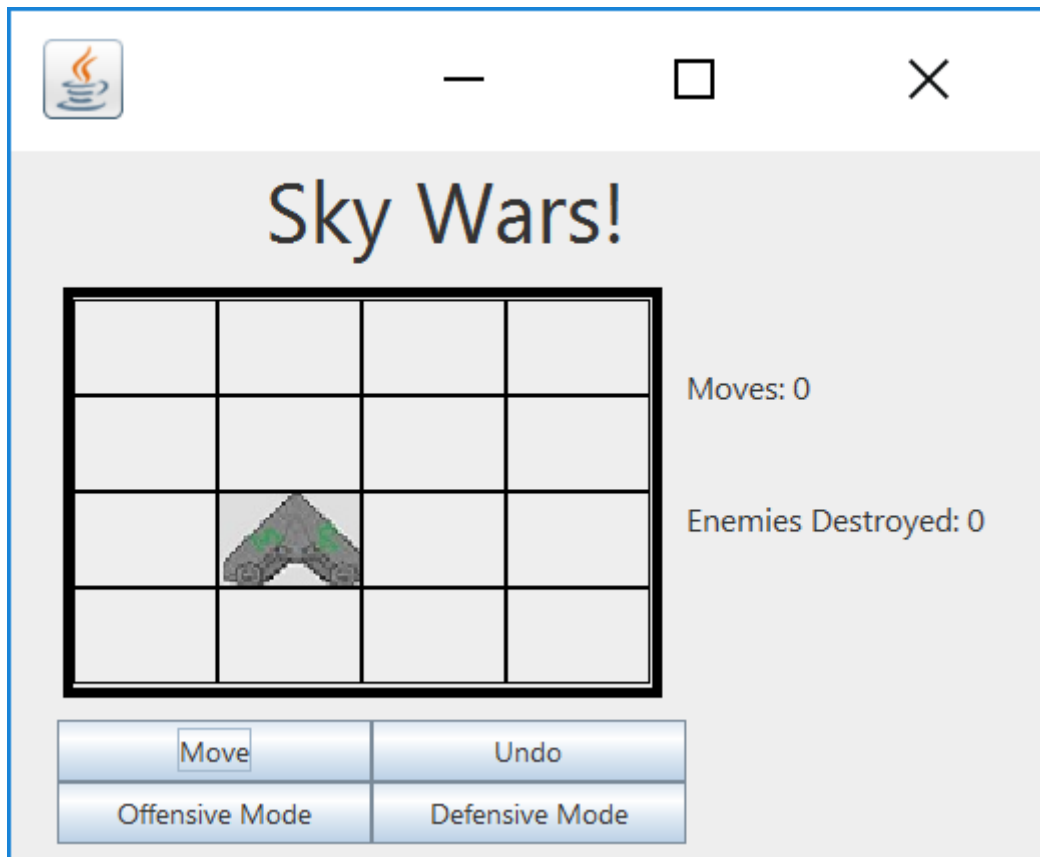 Sky Wars!
Moves: 0
Enemies Destroyed: 0
Move
Undo
Offensive Mode
Defensive Mode